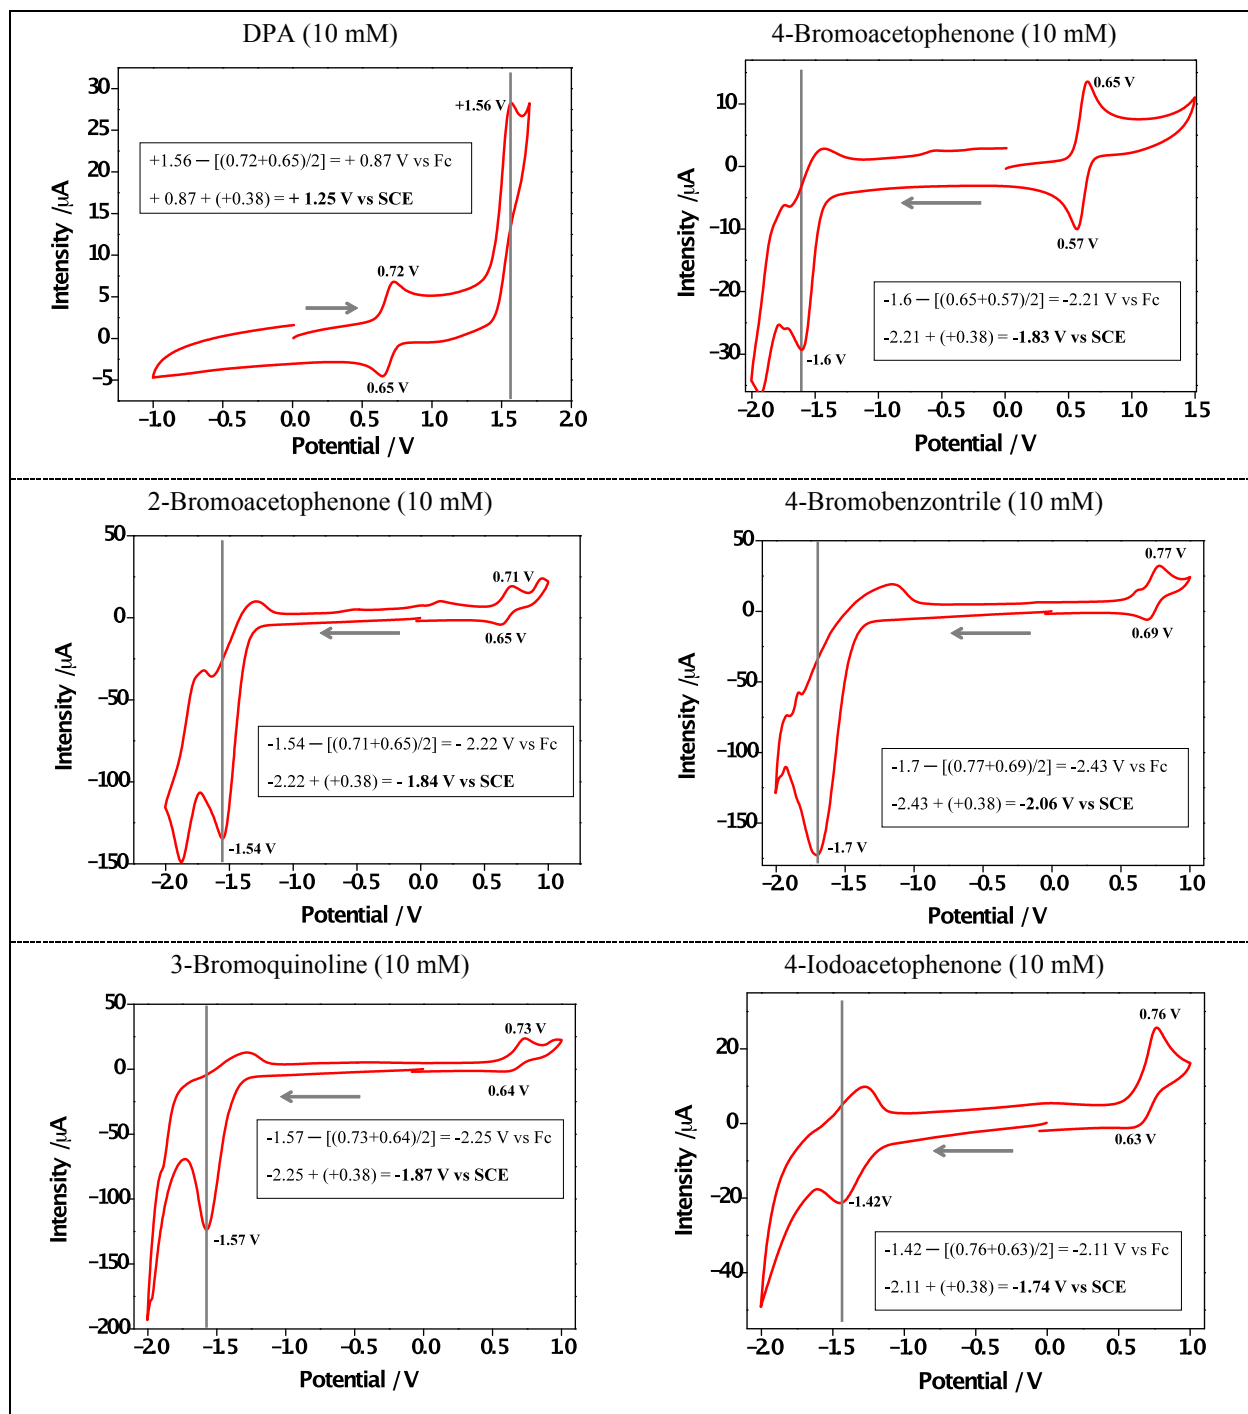 DPA (10 mM)
30
25
20
15
10
5
0
−5
−1.0
−0.5
0.0
0.5
1.0
1.5
2.0
Intensity /µA
Potential / V
+1.56 V
0.72 V
0.65 V
+1.56 — [(0.72+0.65)/2] = + 0.87 V vs Fc
+ 0.87 + (+0.38) = + 1.25 V vs SCE
4-Bromoacetophenone (10 mM)
10
0
−10
−20
−30
−2.0
−1.5
−1.0
−0.5
0.0
0.5
1.0
1.5
Intensity /µA
Potential / V
0.65 V
0.57 V
-1.6 V
-1.6 — [(0.65+0.57)/2] = -2.21 V vs Fc
-2.21 + (+0.38) = -1.83 V vs SCE
2-Bromoacetophenone (10 mM)
50
0
−50
−100
−150
−2.0
−1.5
−1.0
−0.5
0.0
0.5
1.0
Intensity /µA
Potential / V
0.71 V
0.65 V
-1.54 V
-1.54 — [(0.71+0.65)/2] = - 2.22 V vs Fc
-2.22 + (+0.38) = - 1.84 V vs SCE
4-Bromobenzontrile (10 mM)
50
0
−50
−100
−150
−2.0
−1.5
−1.0
−0.5
0.0
0.5
1.0
Intensity /µA
Potential / V
0.77 V
0.69 V
-1.7 V
-1.7 — [(0.77+0.69)/2] = -2.43 V vs Fc
-2.43 + (+0.38) = -2.06 V vs SCE
3-Bromoquinoline (10 mM)
50
0
−50
−100
−150
−200
−2.0
−1.5
−1.0
−0.5
0.0
0.5
1.0
Intensity /µA
Potential / V
0.73 V
0.64 V
-1.57 V
-1.57 — [(0.73+0.64)/2] = -2.25 V vs Fc
-2.25 + (+0.38) = -1.87 V vs SCE
4-Iodoacetophenone (10 mM)
20
0
−20
−40
−2.0
−1.5
−1.0
−0.5
0.0
0.5
1.0
Intensity /µA
Potential / V
0.76 V
0.63 V
-1.42V
-1.42 — [(0.76+0.63)/2] = -2.11 V vs Fc
-2.11 + (+0.38) = -1.74 V vs SCE